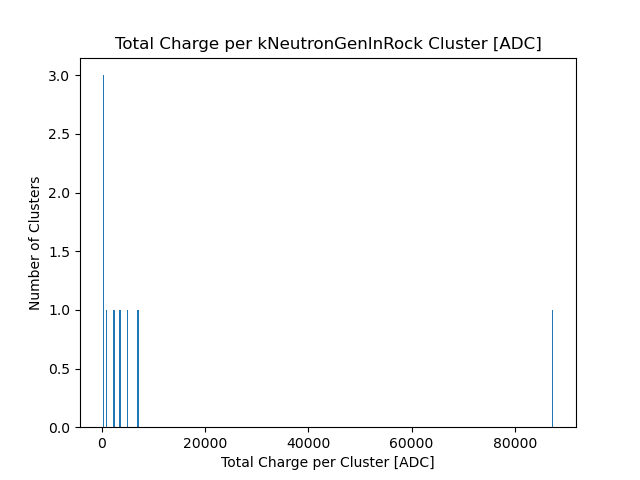 Total Charge per kNeutronGenInRock Cluster [ADC]
3.0
2.5
2.0
1.5
1.0
0.5
0.0
Number of Clusters
0 20000 40000 60000 80000
Total Charge per Cluster [ADC]